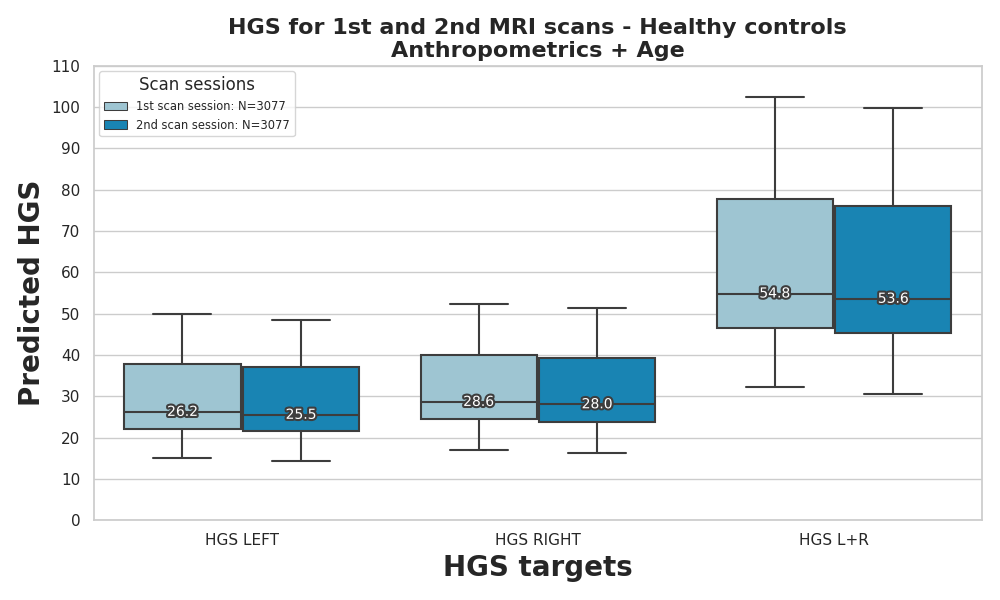 HGS for 1st and 2nd MRI scans - Healthy controls
Anthropometrics + Age
Predicted HGS
110
100
90
80
70
60
50
40
30
20
10
0
Scan sessions
1st scan session: N=3077
2nd scan session: N=3077
26.2
25.5
28.6
28.0
54.8
53.6
HGS LEFT
HGS RIGHT
HGS L+R
HGS targets